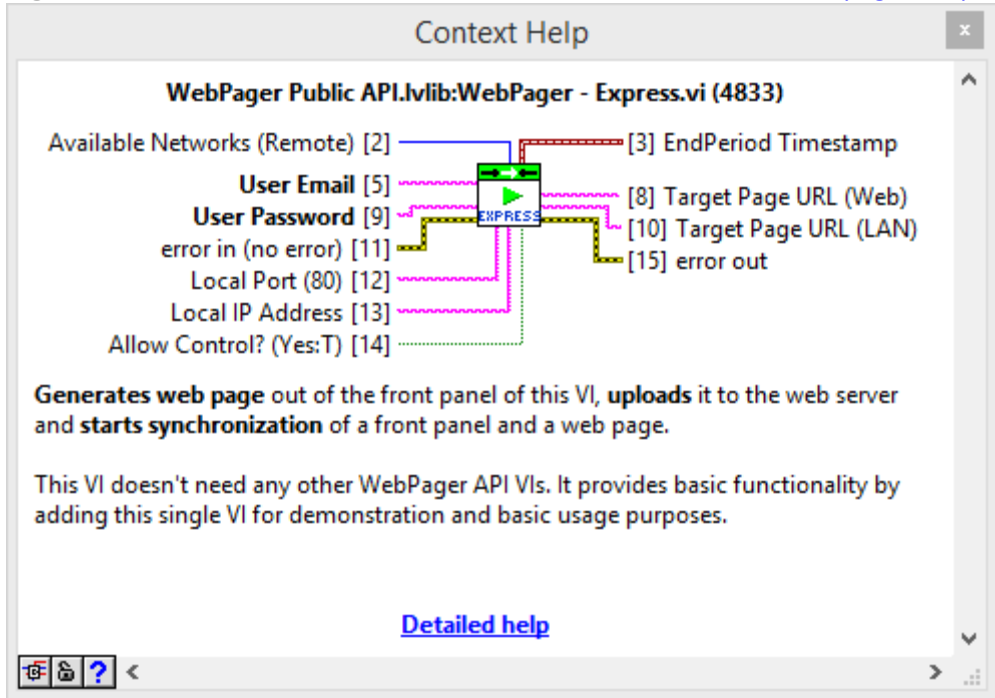 Context Help
x
WebPager Public API.lvlib:WebPager - Express.vi (4833)
Available Networks (Remote) [2]
[3] EndPeriod Timestamp
User Email [5]
[8] Target Page URL (Web)
User Password [9]
[10] Target Page URL (LAN)
EXPRESS
error in (no error) [11]
[15] error out
Local Port (80) [12]
Local IP Address [13]
Allow Control? (Yes:T) [14]
Generates web page out of the front panel of this VI, uploads it to the web server
and starts synchronization of a front panel and a web page.
This VI doesn't need any other WebPager API VIs. It provides basic functionality by
adding this single VI for demonstration and basic usage purposes.
Detailed help
?